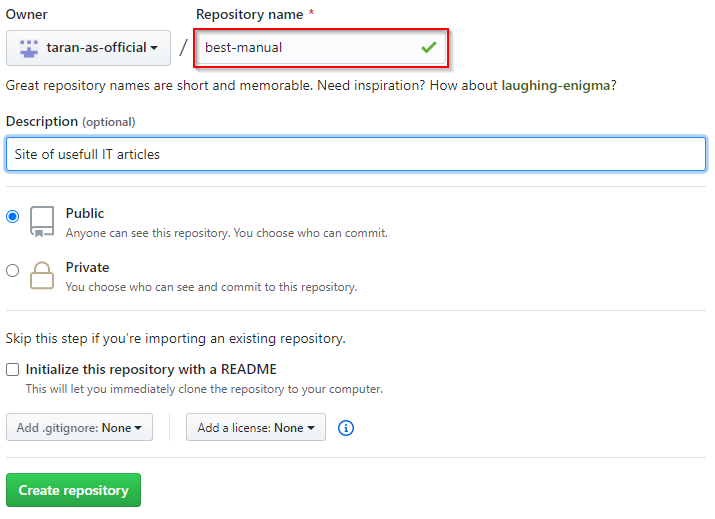 Owner Repository name *
taran-as-official / best-manual
Great repository names are short and memorable. Need inspiration? How about laughing-enigma?
Description (optional)
Site of usefull IT articles
Public
Anyone can see this repository. You choose who can commit.
Private
You choose who can see and commit to this repository.
Skip this step if you’re importing an existing repository.
Initialize this repository with a README
This will let you immediately clone the repository to your computer.
Add .gitignore: None Add a license: None
Create repository